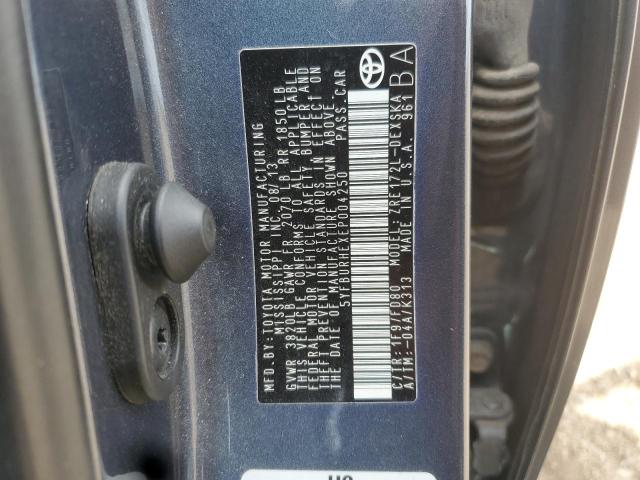 MFD.BY:TOYOTA MOTOR MANUFACTURING
MISSISSIPPI INC. 08/13
GVWR 3820LB GAWR FR 2070 LB RR 1850LB
THIS VEHICLE CONFORMS TO ALL APPLICABLE
FEDERAL MOTOR VEHICLE SAFETY, BUMPER AND
THEFT PREVENTION STANDARDS IN EFFECT ON
THE DATE OF MANUFACTURE SHOWN ABOVE.
5YFBURHEXEP004250 PASS.CAR
C/TR:1F9/FD80 MODEL:ZRE172L-DEXSKA
A/TM:-04A/K313 MADE IN U.S.A. 961
BA